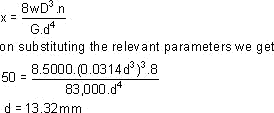 x = 8wD³.n / G.d⁴
on substituting the relevant parameters we get
50 = 8.5000.(0.0314d³)³.8 / 83,000.d⁴
d = 13.32mm